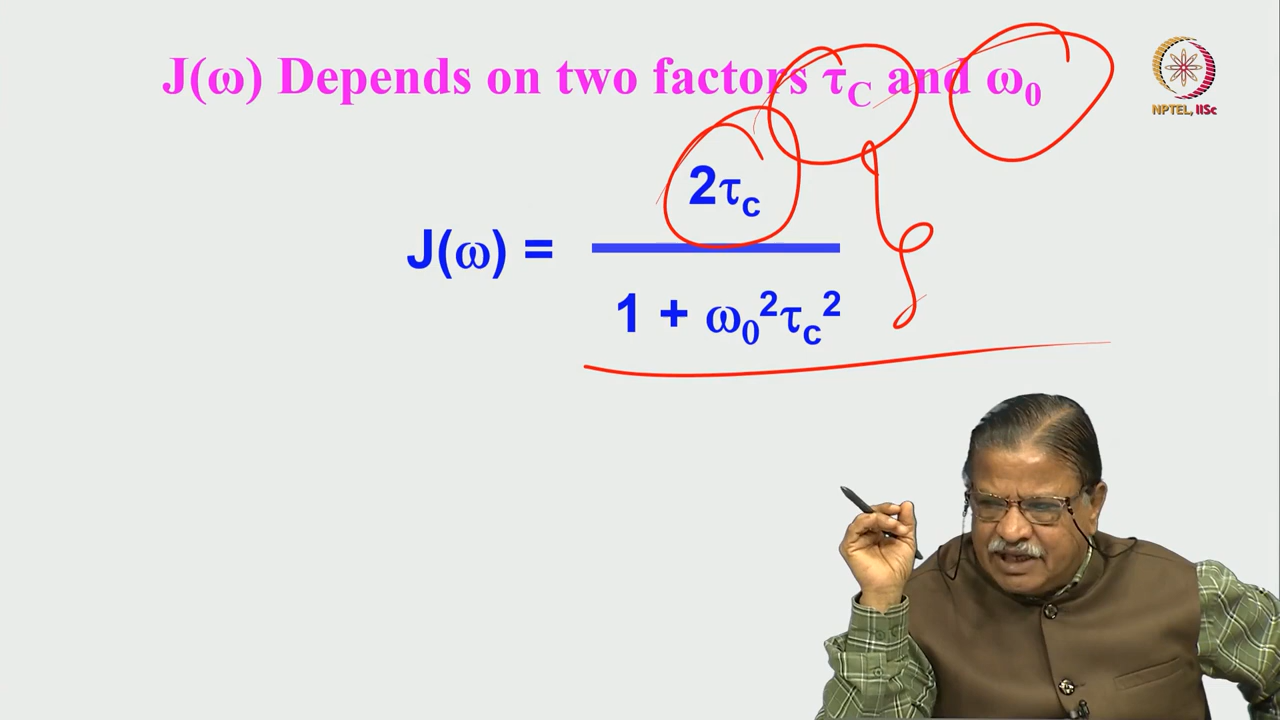 J(ω) Depends on two factors τC and ω0
NPTEL, IISc
J(ω) = 2τc / 1 + ω0²τc²